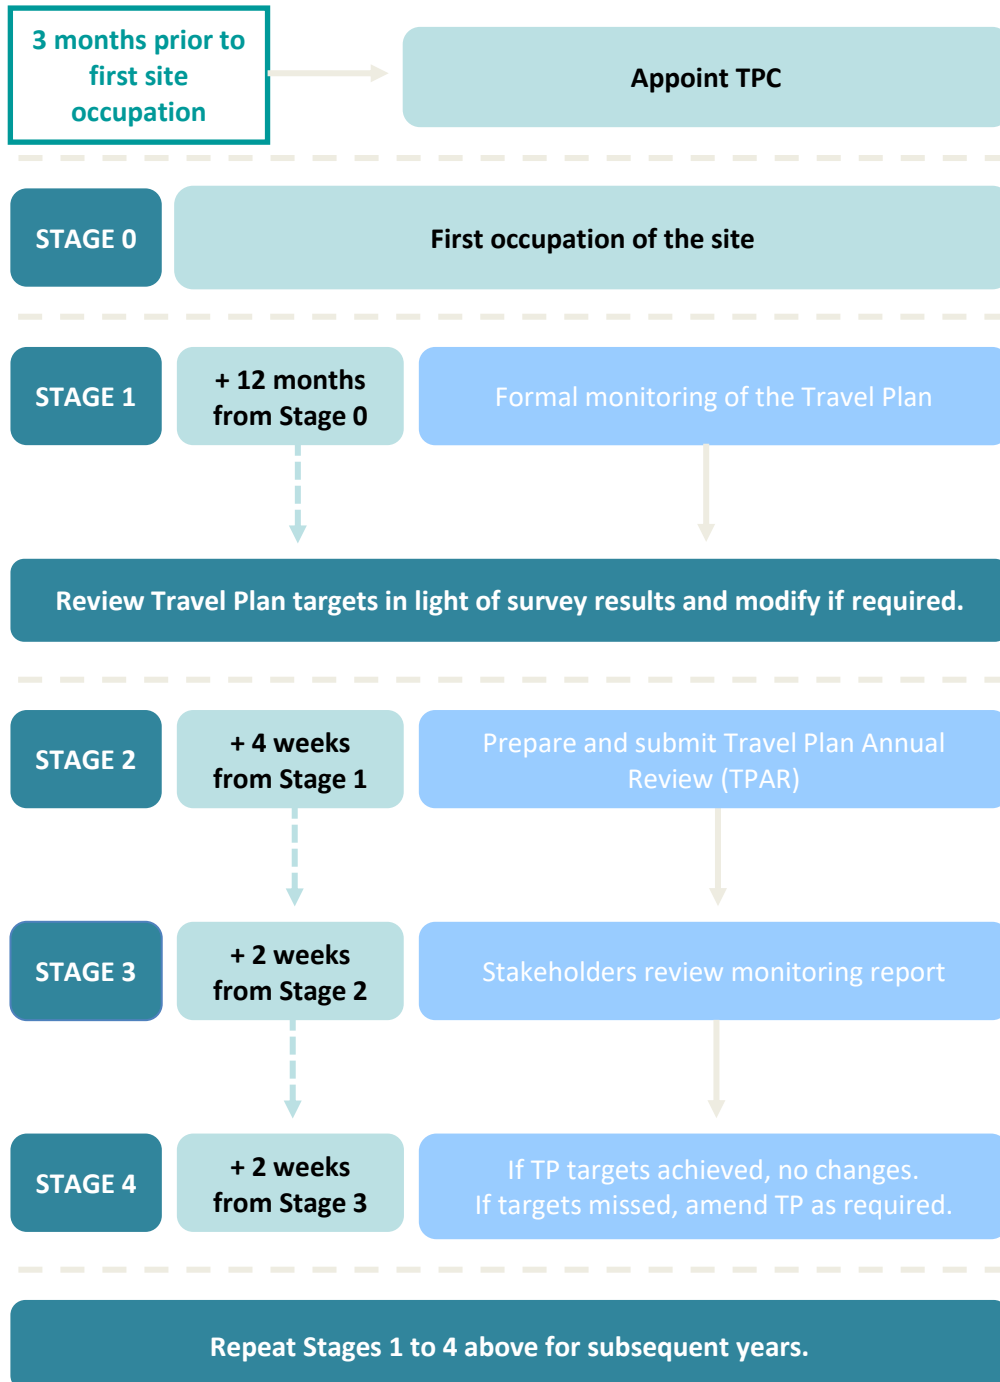 3 months prior to
first site
occupation
Appoint TPC
STAGE 0
First occupation of the site
STAGE 1
+ 12 months
from Stage 0
Formal monitoring of the Travel Plan
Review Travel Plan targets in light of survey results and modify if required.
STAGE 2
+ 4 weeks
from Stage 1
Prepare and submit Travel Plan Annual
Review (TPAR)
STAGE 3
+ 2 weeks
from Stage 2
Stakeholders review monitoring report
STAGE 4
+ 2 weeks
from Stage 3
If TP targets achieved, no changes.
If targets missed, amend TP as required.
Repeat Stages 1 to 4 above for subsequent years.